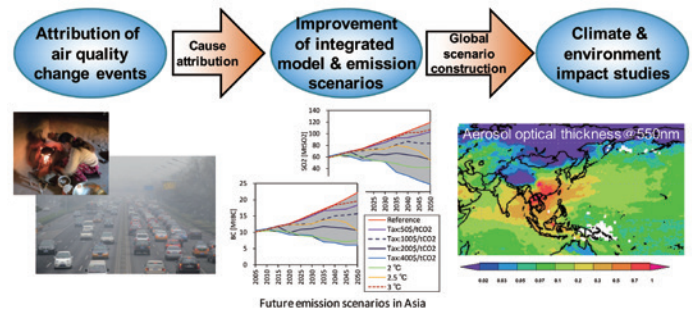 Attribution of
air quality
change events
Cause
attribution
Improvement
of integrated
model & emission
scenarios
Global
scenario
construction
Climate &
environment
impact studies
SO2 [MtSO2]
140
120
100
80
60
40
20
0
2025
2030
2035
2040
2045
2050
BC [MtBC]
25
20
15
10
5
0
2005
2010
2015
2020
2025
2030
2035
2040
2045
2050
Reference
Tax:50$/tCO2
Tax:100$/tCO2
Tax:200$/tCO2
Tax:400$/tCO2
2 ℃
2.5 ℃
3 ℃
Future emission scenarios in Asia
Aerosol optical thickness @ 550nm
0.02 0.03 0.05 0.07 0.1 0.2 0.3 0.5 0.7 1